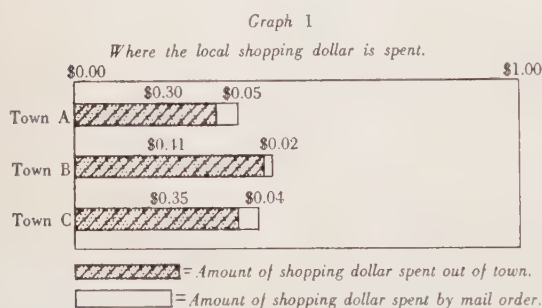 Graph 1
Where the local shopping dollar is spent.
$0.00 $1.00
$0.30 $0.05
Town A
$0.41 $0.02
Town B
$0.35 $0.04
Town C
= Amount of shopping dollar spent out of town.
= Amount of shopping dollar spent by mail order.